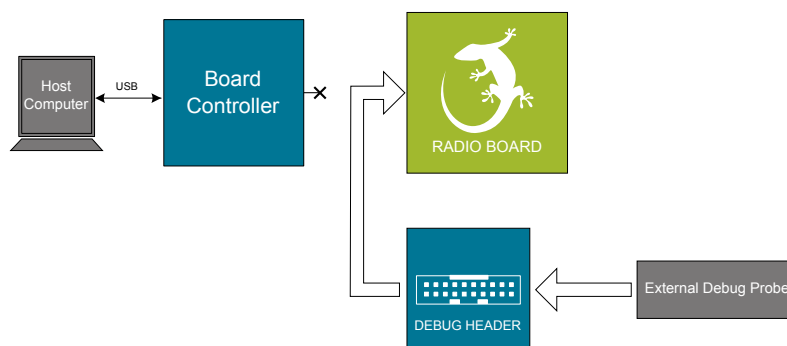 Host
Computer
USB
Board
Controller
RADIO BOARD
DEBUG HEADER
External Debug Probe